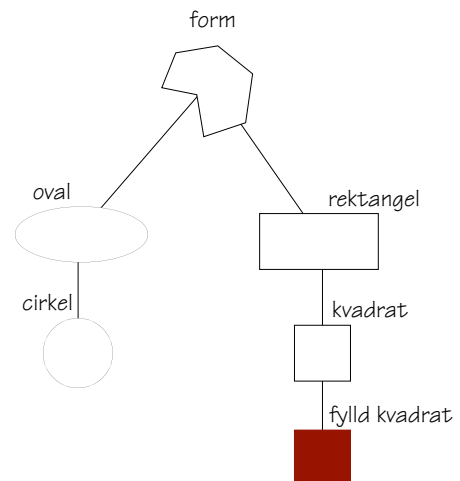 form
oval
rektangel
cirkel
kvadrat
fylld kvadrat